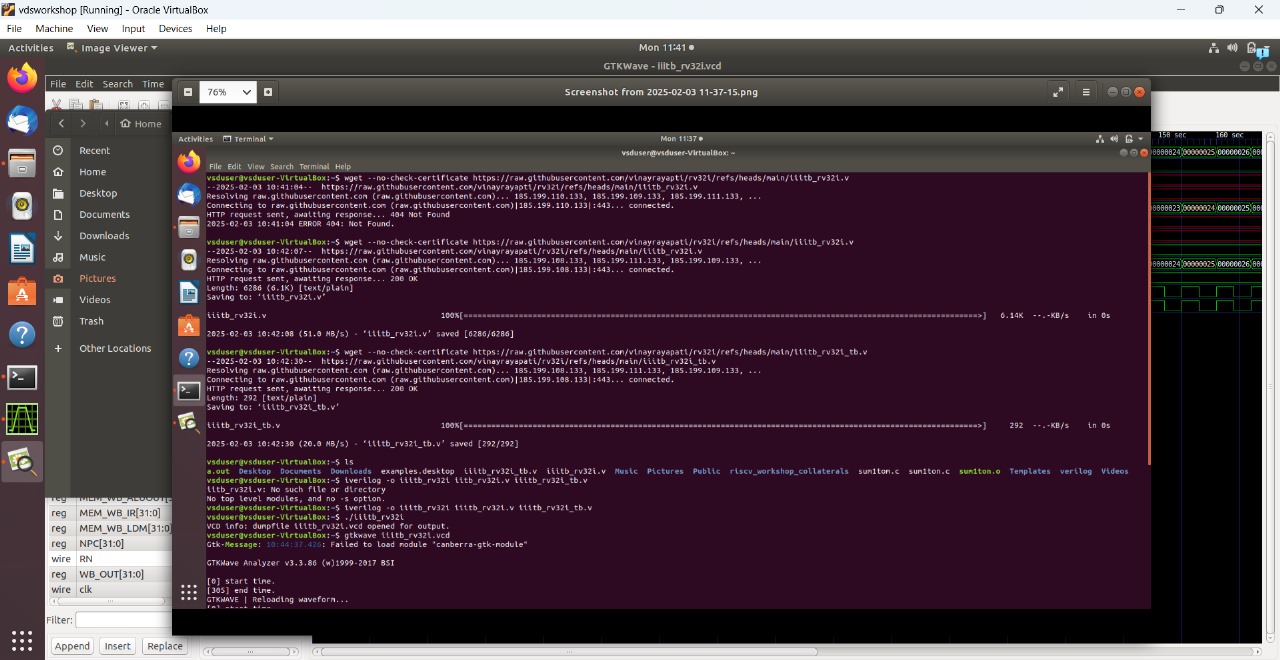 vdsworkshop [Running] - Oracle VirtualBox
File Machine View Input Devices Help
Activities Image Viewer Mon 11:41
GTKWave - iiitb_rv32i.vcd
File Edit Search Time
76% Screenshot from 2025-02-03 11-37-15.png
Home
Recent
Home
Desktop
Documents
Downloads
Music
Pictures
Videos
Trash
Other Locations
Activities Terminal Mon 11:37
vsduser@vsduser-VirtualBox: ~
File Edit View Search Terminal Help
vsduser@vsduser-VirtualBox:~$ wget --no-check-certificate https://raw.githubusercontent.com/vinayrayapati/rv32i/refs/heads/main/iiitb_rv32i.v
--2025-02-03 10:41:04-- https://raw.githubusercontent.com/vinayrayapti/rv32i/refs/heads/main/iiitb_rv32i.v
Resolving raw.githubusercontent.com (raw.githubusercontent.com)... 185.199.110.133, 185.199.109.133, 185.199.111.133, ...
Connecting to raw.githubusercontent.com (raw.githubusercontent.com)|185.199.110.133|:443... connected.
HTTP request sent, awaiting response... 404 Not Found
2025-02-03 10:41:04 ERROR 404: Not Found.
vsduser@vsduser-VirtualBox:~$ wget --no-check-certificate https://raw.githubusercontent.com/vinayrayapati/rv32i/refs/heads/main/iiitb_rv32i.v
--2025-02-03 10:42:07-- https://raw.githubusercontent.com/vinayrayapati/rv32i/refs/heads/main/iiitb_rv32i.v
Resolving raw.githubusercontent.com (raw.githubusercontent.com)... 185.199.108.133, 185.199.111.133, 185.199.109.133, ...
Connecting to raw.githubusercontent.com (raw.githubusercontent.com)|185.199.108.133|:443... connected.
HTTP request sent, awaiting response... 200 OK
Length: 6286 (6.1K) [text/plain]
Saving to: ‘iiitb_rv32i.v’
iiitb_rv32i.v 100%[===================>] 6.14K --.-KB/s in 0s
2025-02-03 10:42:08 (51.0 MB/s) - ‘iiitb_rv32i.v’ saved [6286/6286]
vsduser@vsduser-VirtualBox:~$ wget --no-check-certificate https://raw.githubusercontent.com/vinayrayapati/rv32i/refs/heads/main/iiitb_rv32i_tb.v
--2025-02-03 10:42:30-- https://raw.githubusercontent.com/vinayrayapati/rv32i/refs/heads/main/iiitb_rv32i_tb.v
Resolving raw.githubusercontent.com (raw.githubusercontent.com)... 185.199.108.133, 185.199.111.133, 185.199.109.133, ...
Connecting to raw.githubusercontent.com (raw.githubusercontent.com)|185.199.108.133|:443... connected.
HTTP request sent, awaiting response... 200 OK
Length: 292 [text/plain]
Saving to: ‘iiitb_rv32i_tb.v’
iiitb_rv32i_tb.v 100%[===================>] 292 --.-KB/s in 0s
2025-02-03 10:42:30 (20.0 MB/s) - ‘iiitb_rv32i_tb.v’ saved [292/292]
vsduser@vsduser-VirtualBox:~$ ls
a.out Desktop Documents Downloads examples.desktop iiitb_rv32i_tb.v iiitb_rv32i.v Music Pictures Public riscv_workshop_collaterals sum1tom.c sum1ton.c sum1ton.o Templates verilog Videos
vsduser@vsduser-VirtualBox:~$ iverilog -o iiitb_rv32i iitb_rv32i.v iiitb_rv32i_tb.v
iitb_rv32i.v: No such file or directory
No top level modules, and no -s option.
vsduser@vsduser-VirtualBox:~$ iverilog -o iiitb_rv32i iiitb_rv32i.v iiitb_rv32i_tb.v
vsduser@vsduser-VirtualBox:~$ ./iiitb_rv32i
VCD info: dumpfile iiitb_rv32i.vcd opened for output.
vsduser@vsduser-VirtualBox:~$ gtkwave iiitb_rv32i.vcd
Gtk-Message: 10:44:37.426: Failed to load module "canberra-gtk-module"
GTKWave Analyzer v3.3.86 (w)1999-2017 BSI
[0] start time.
[305] end time.
GTKWAVE | Reloading waveform...
[0] start time.
150 sec 160 sec
00000024 00000025 00000026
00000023 00000024 00000025
00000024 00000025 00000026
reg MEM_WB_IR[31:0]
reg MEM_WB_LDM[31:0]
reg NPC[31:0]
wire RN
reg WB_OUT[31:0]
wire clk
Filter:
Append Insert Replace